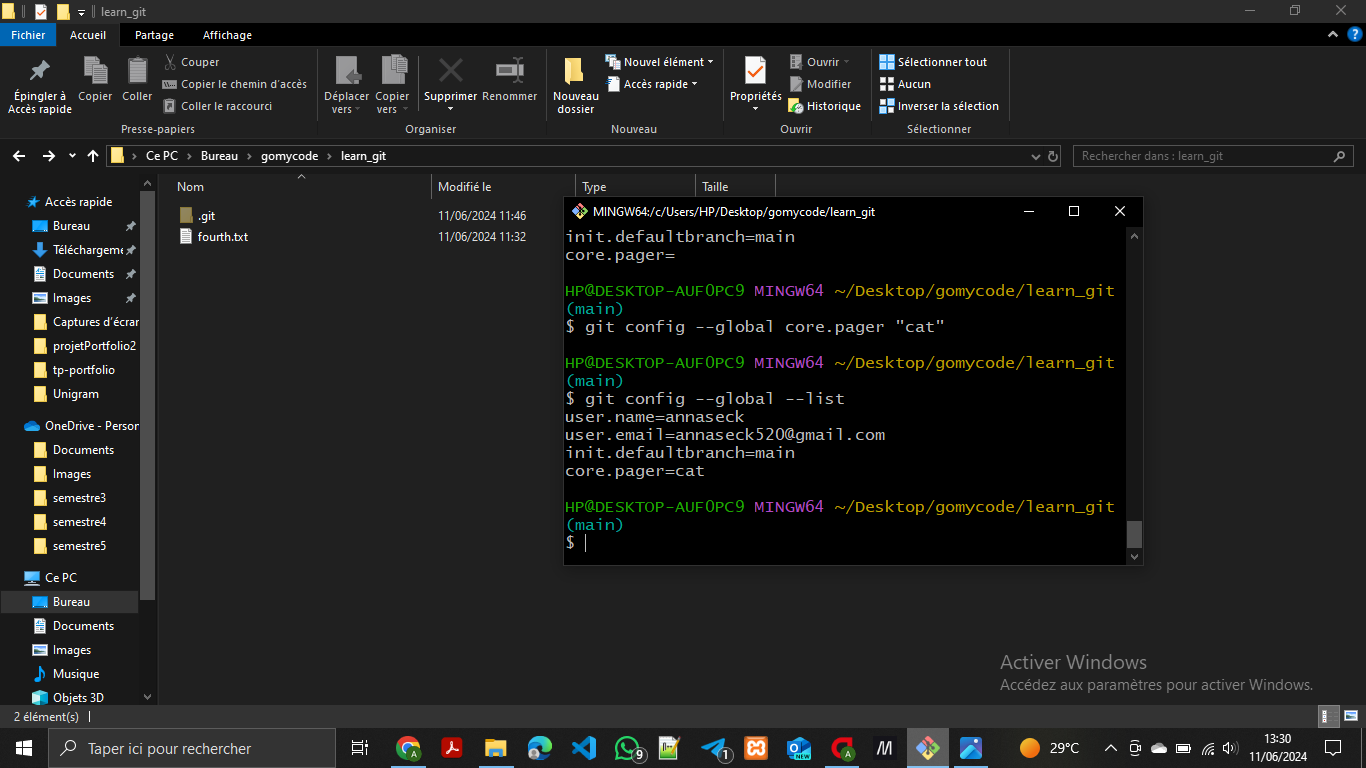 learn_git
Fichier Accueil Partage Affichage
Épingler à Accès rapide
Copier
Coller
Couper
Copier le chemin d'accès
Coller le raccourci
Presse-papiers
Déplacer vers
Copier vers
Supprimer
Renommer
Organiser
Nouveau dossier
Nouvel élément
Accès rapide
Nouveau
Propriétés
Ouvrir
Modifier
Historique
Ouvrir
Sélectionner tout
Aucun
Inverser la sélection
Sélectionner
Ce PC > Bureau > gomycode > learn_git
Rechercher dans : learn_git
Nom Modifié le Type Taille
.git 11/06/2024 11:46
fourth.txt 11/06/2024 11:32
Accès rapide
Bureau
Téléchargeme
Documents
Images
Captures d'écran
projetPortfolio2
tp-portfolio
Unigram
OneDrive - Person
Documents
Images
semestre3
semestre4
semestre5
Ce PC
Bureau
Documents
Images
Musique
Objets 3D
2 élément(s)
MINGW64:/c/Users/HP/Desktop/gomycode/learn_git
init.defaultbranch=main
core.pager=
HP@DESKTOP-AUF0PC9 MINGW64 ~/Desktop/gomycode/learn_git
(main)
$ git config --global core.pager "cat"
HP@DESKTOP-AUF0PC9 MINGW64 ~/Desktop/gomycode/learn_git
(main)
$ git config --global --list
user.name=annaseck
user.email=annaseck520@gmail.com
init.defaultbranch=main
core.pager=cat
HP@DESKTOP-AUF0PC9 MINGW64 ~/Desktop/gomycode/learn_git
(main)
$
Activer Windows
Accédez aux paramètres pour activer Windows.
Taper ici pour rechercher
9
1
NEW
29°C
13:30
11/06/2024